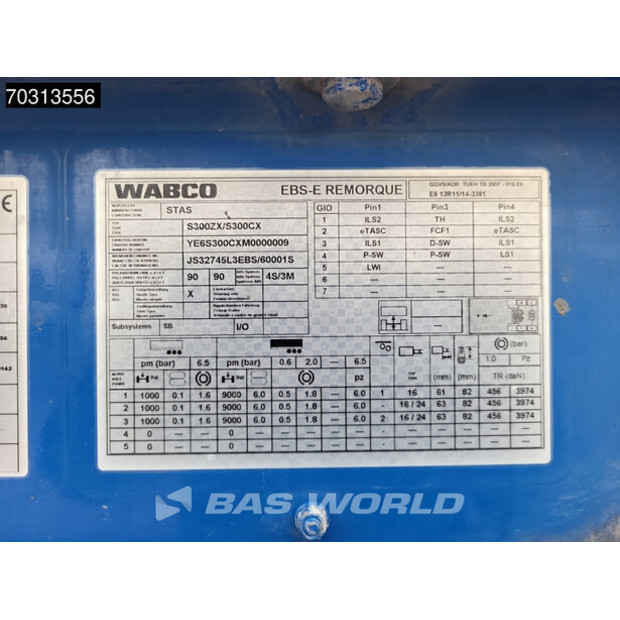 70313556
WABCO
EBS-E REMORQUE
E6 13R11/14-3381
STAS
S300ZX/S300CX
YE6S300CXM0000009
JS32745L3EBS/60001S
90 90 4S/3M
X
Subsystems SB I/O
GIO Pin1 Pin3 Pin4
1 ILS2 TH ILS2
2 eTASC FCF1 eTASC
3 ILS1 D-SW ILS1
4 P-SW P-SW LS1
5 LWi — —
6 — — —
7 — — —
(bar)
pm (bar) 6.5 pm (bar) 0.6 2.0 — 6.5 1.0 Pz
pz (mm) (mm) TR (daN)
1 1000 0.1 1.6 9000 6.0 0.5 1.8 — 6.0 1 16 61 82 456 3974
2 1000 0.1 1.6 9000 6.0 0.5 1.8 — 6.0 - 16 / 24 63 82 456 3974
3 1000 0.1 1.6 9000 6.0 0.5 1.8 — 6.0 2 16 / 24 63 82 456 3974
4 0 — — 0 — — — — — — — — — —
5 0 — — 0 — — — — — — — — — —
BAS WORLD